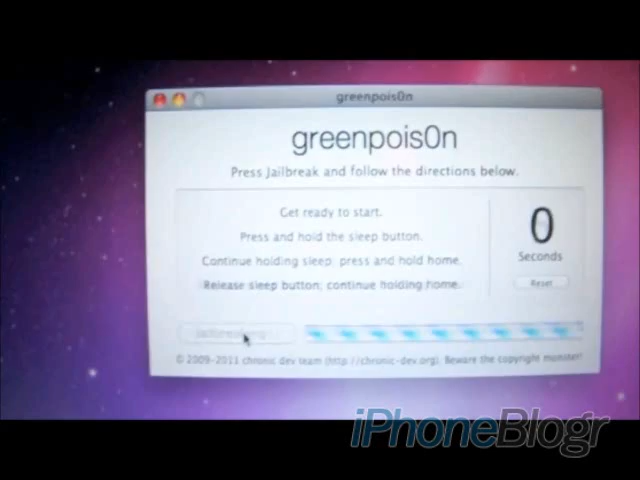 greenpois0n
greenpois0n
Press Jailbreak and follow the directions below.
Get ready to start.
Press and hold the sleep button.
Continue holding sleep; press and hold home.
Release sleep button; continue holding home.
0
Seconds
Reset
© 2009-2011 chronic dev team (http://chronic-dev.org). Beware the copyright monster!
iPhoneBlogr